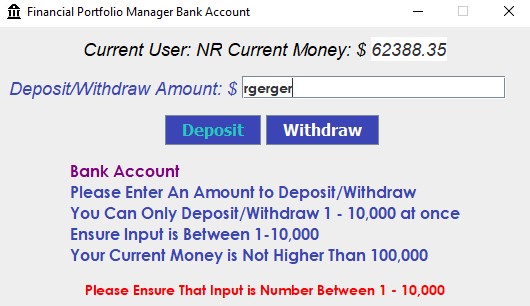 Financial Portfolio Manager Bank Account
Current User: NR Current Money: $ 62388.35
Deposit/Withdraw Amount: $ rgerger
Deposit Withdraw
Bank Account
Please Enter An Amount to Deposit/Withdraw
You Can Only Deposit/Withdraw 1 - 10,000 at once
Ensure Input is Between 1-10,000
Your Current Money is Not Higher Than 100,000
Please Ensure That Input is Number Between 1 - 10,000